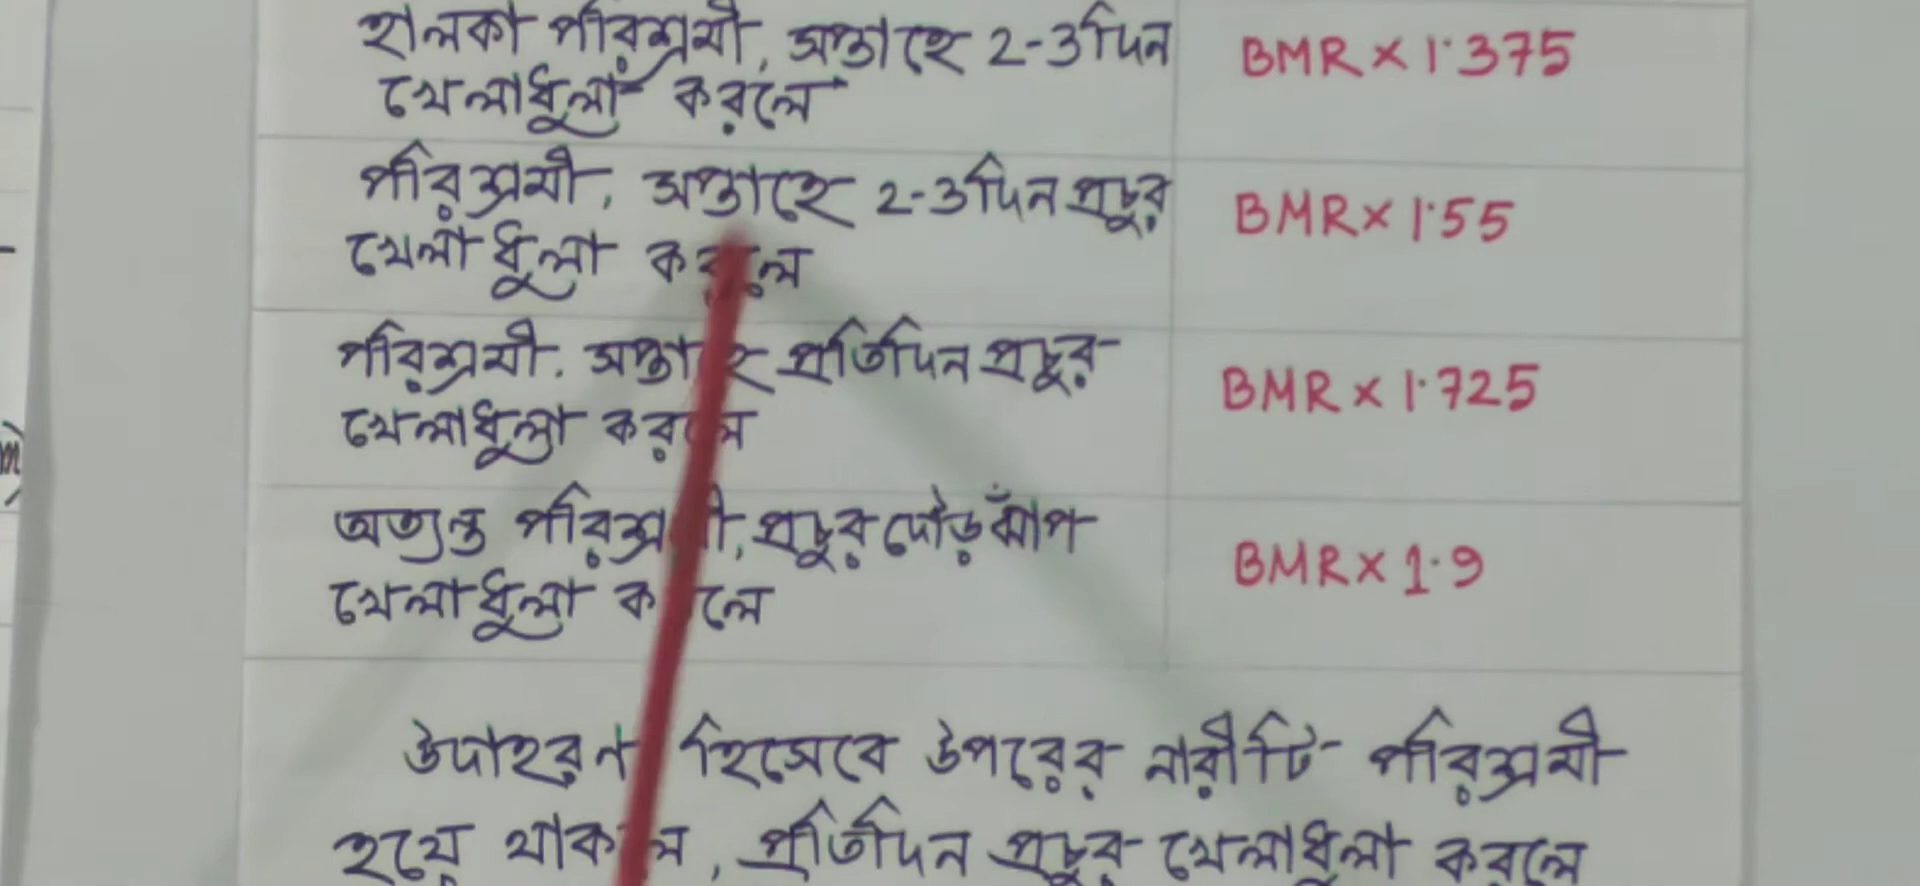 হালকা পরিশ্রমী, সপ্তাহে 2-3দিন
খেলাধুলা করলে
BMR x 1.375
পরিশ্রমী, সপ্তাহে 2-3দিন প্রচুর
খেলাধুলা করলে
BMR x 1.55
পরিশ্রমী. সপ্তাহে প্রতিদিন প্রচুর
খেলাধুলা করলে
BMR x 1.725
অত্যন্ত পরিশ্রমী, প্রচুর দৌড়ঝাঁপ
খেলাধুলা করলে
BMR x 1.9
উদাহরণ হিসেবে উপরের নারীটি পরিশ্রমী
হয়ে থাকলে, প্রতিদিন প্রচুর খেলাধুলা করলে